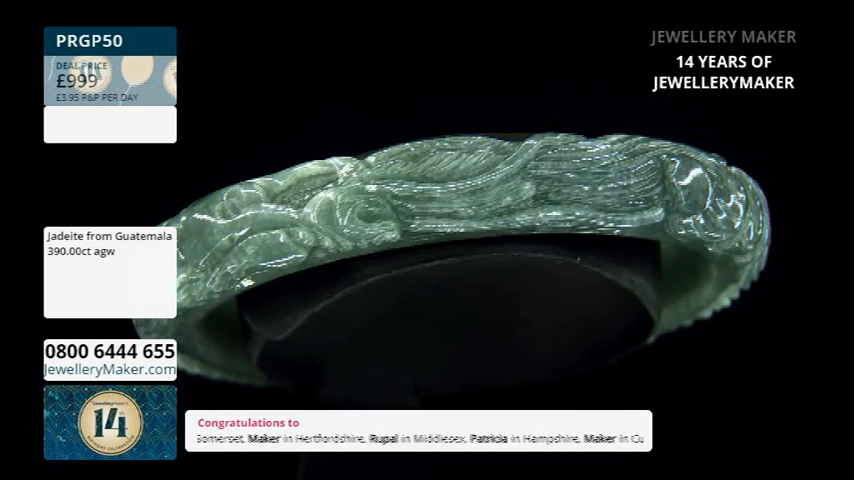 PRGP50
DEAL PRICE
£999
£3.95 P&P PER DAY
JEWELLERY MAKER
14 YEARS OF
JEWELLERYMAKER
Jadeite from Guatemala
390.00ct agw
0800 6444 655
JewelleryMaker.com
14
Congratulations to
Somerset, Maker in Hertfordshire, Rupal in Middlesex, Patricia in Hampshire, Maker in